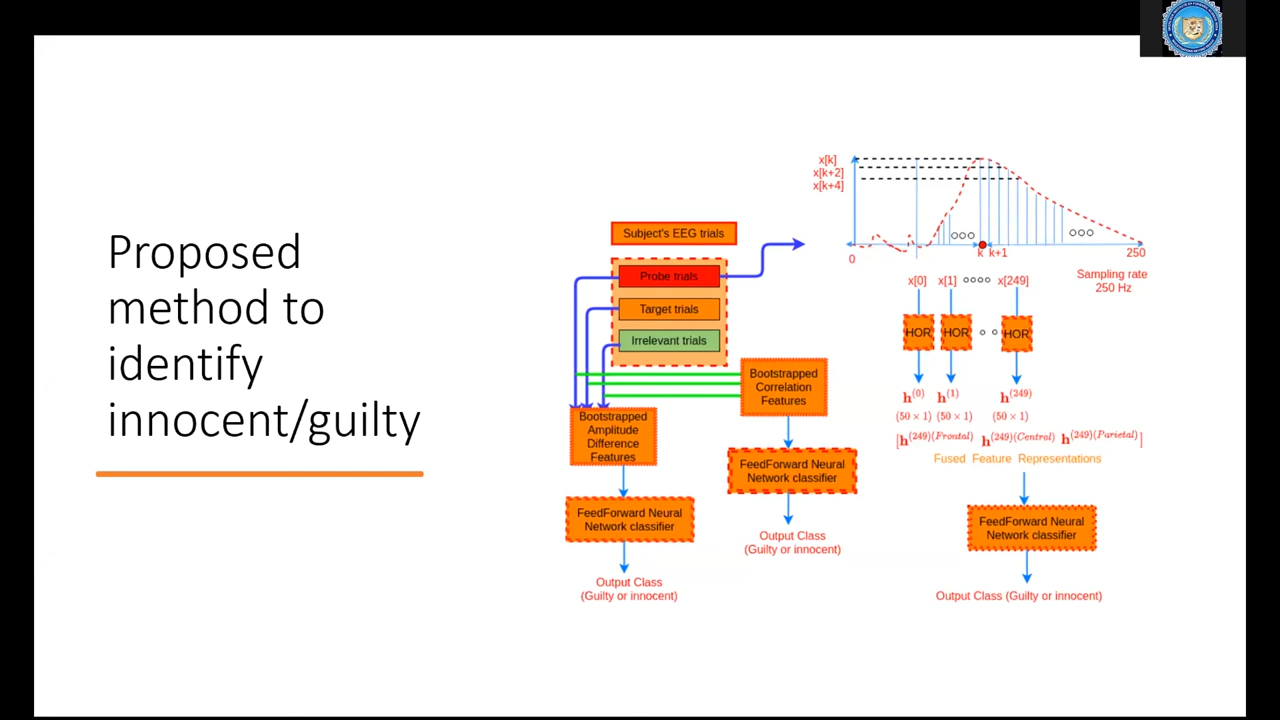 Proposed
method to
identify
innocent/guilty
Subject's EEG trials
Probe trials
Target trials
Irrelevant trials
Bootstrapped
Correlation
Features
Bootstrapped
Amplitude
Difference
Features
FeedForward Neural
Network classifier
Output Class
(Guilty or innocent)
FeedForward Neural
Network classifier
Output Class
(Guilty or innocent)
x[k]
x[k+2]
x[k+4]
0
k k+1
250
Sampling rate
250 Hz
x[0] x[1] x[249]
HOR HOR HOR
h^(0) h^(1) h^(249)
(50 × 1) (50 × 1) (50 × 1)
[h^(249)(Frontal) h^(249)(Central) h^(249)(Parietal)]
Fused Feature Representations
FeedForward Neural
Network classifier
Output Class (Guilty or innocent)